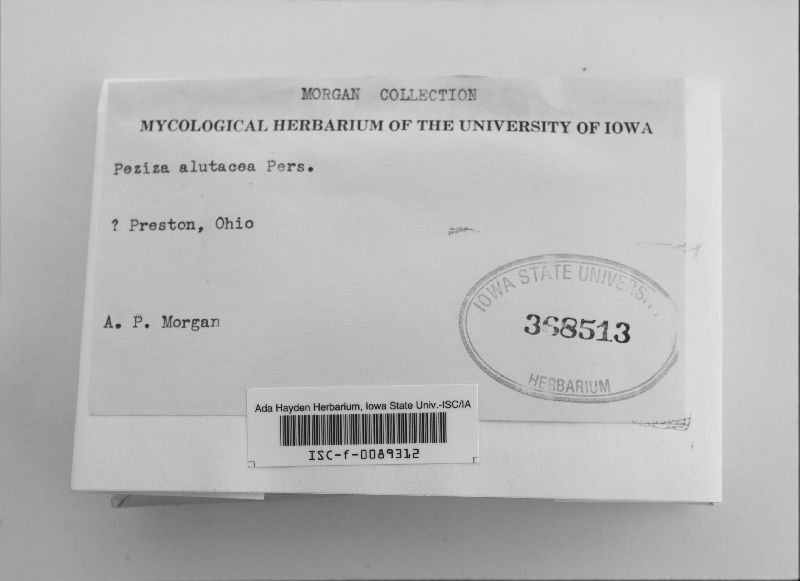 MORGAN COLLECTION
MYCOLOGICAL HERBARIUM OF THE UNIVERSITY OF IOWA
Peziza alutacea Pers.
? Preston, Ohio
A. P. Morgan
IOWA STATE UNIVERSITY
368513
HERBARIUM
Ada Hayden Herbarium, Iowa State Univ.-ISC/IA
ISC-f-0089312